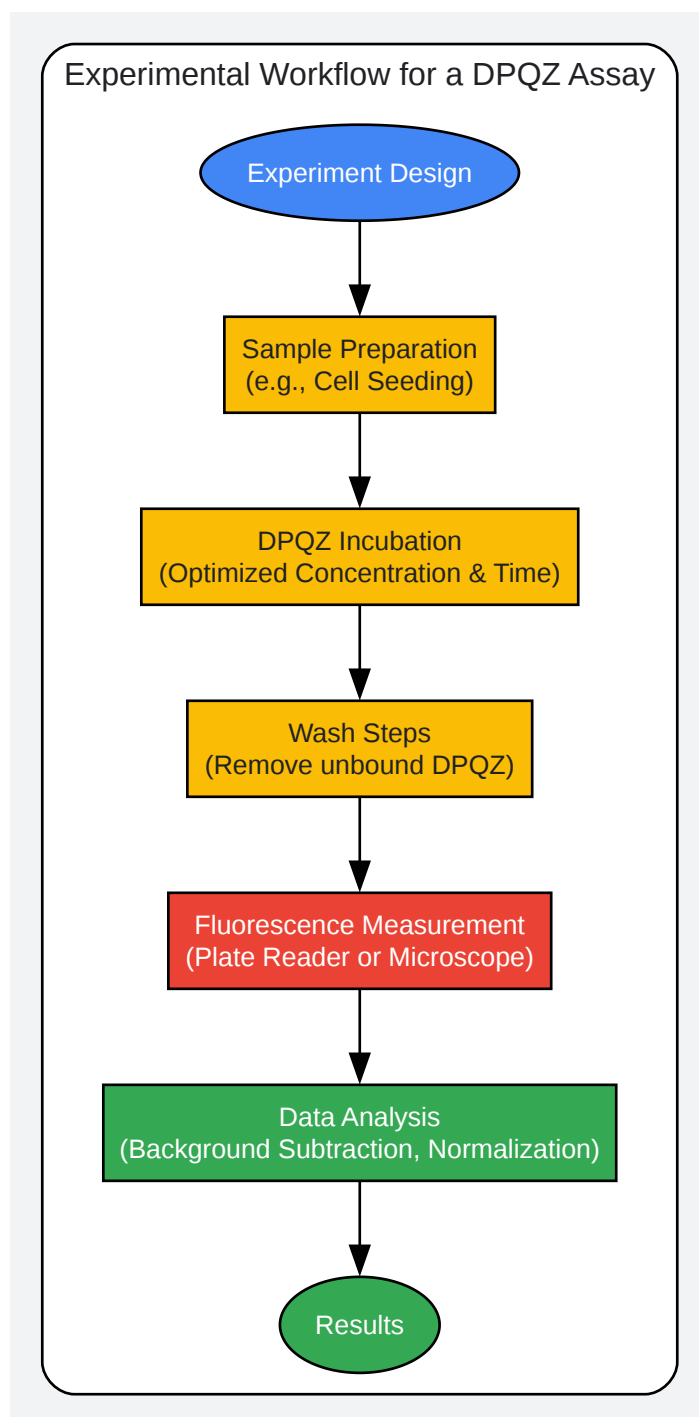 Experimental Workflow for a DPQZ Assay
Experiment Design
Sample Preparation
(e.g., Cell Seeding)
DPQZ Incubation
(Optimized Concentration & Time)
Wash Steps
(Remove unbound DPQZ)
Fluorescence Measurement
(Plate Reader or Microscope)
Data Analysis
(Background Subtraction, Normalization)
Results